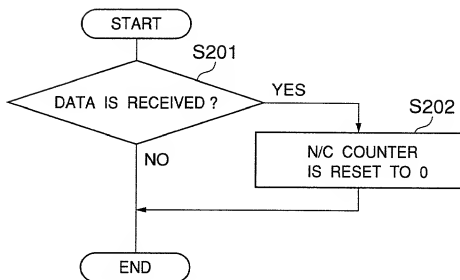 START
S201
DATA IS RECEIVED ?
YES
S202
N/C COUNTER
IS RESET TO 0
NO
END